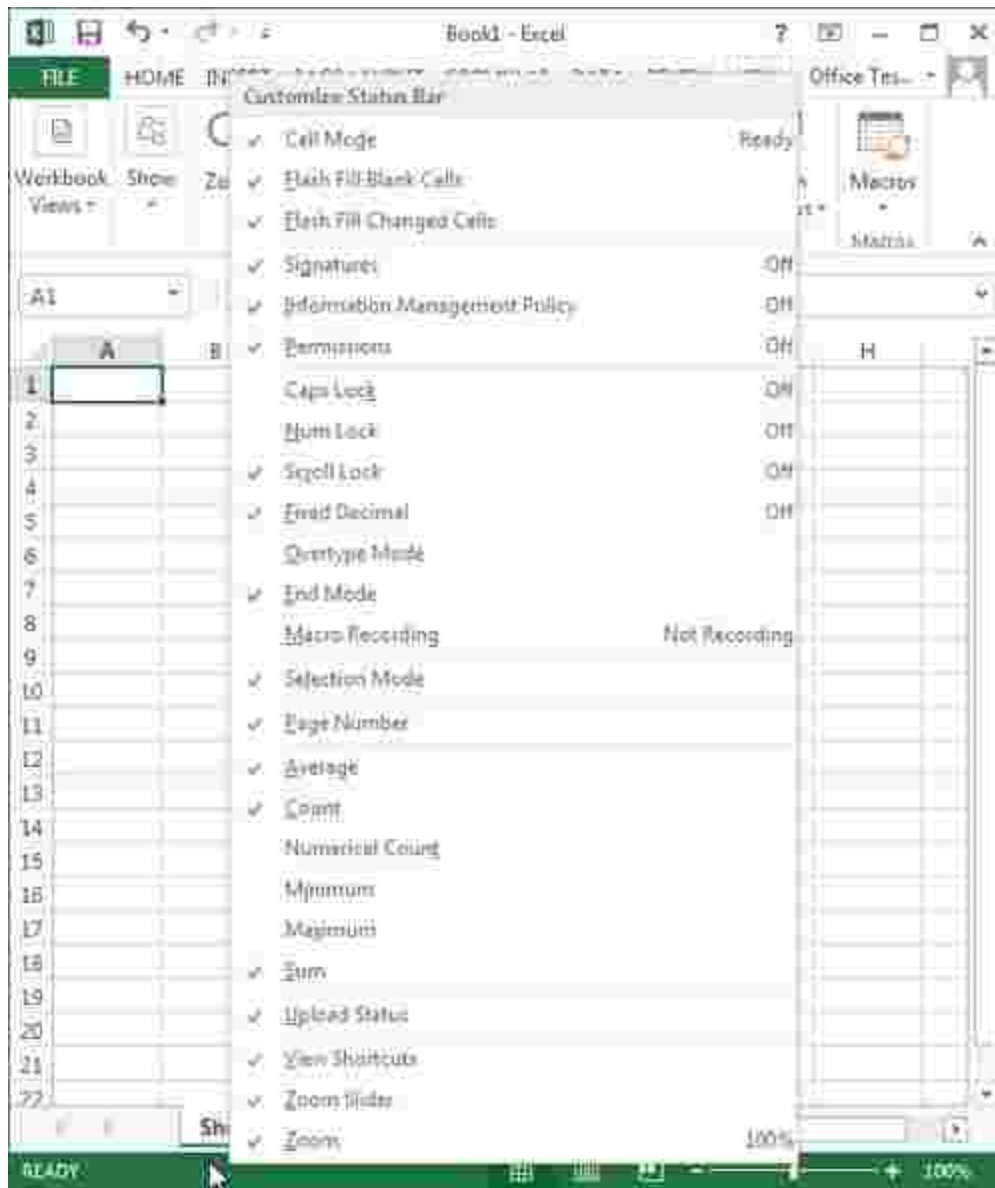 Book1 - Excel
?
FILE HOME
Office Tes...
Customize Status Bar
Workbook Views
Show
Macros
Macros
Cell Mode Ready
Flash Fill Blank Cells
Flash Fill Changed Cells
Signatures Off
Information Management Policy Off
Permissions Off
Caps Lock Off
Num Lock Off
Scroll Lock Off
Fixed Decimal Off
Overtype Mode
End Mode
Macro Recording Not Recording
Selection Mode
Page Number
Average
Count
Numerical Count
Minimum
Maximum
Sum
Upload Status
View Shortcuts
Zoom Slider
Zoom 100%
A1
A B H
1
2
3
4
5
6
7
8
9
10
11
12
13
14
15
16
17
18
19
20
21
22
Sh
READY
100%